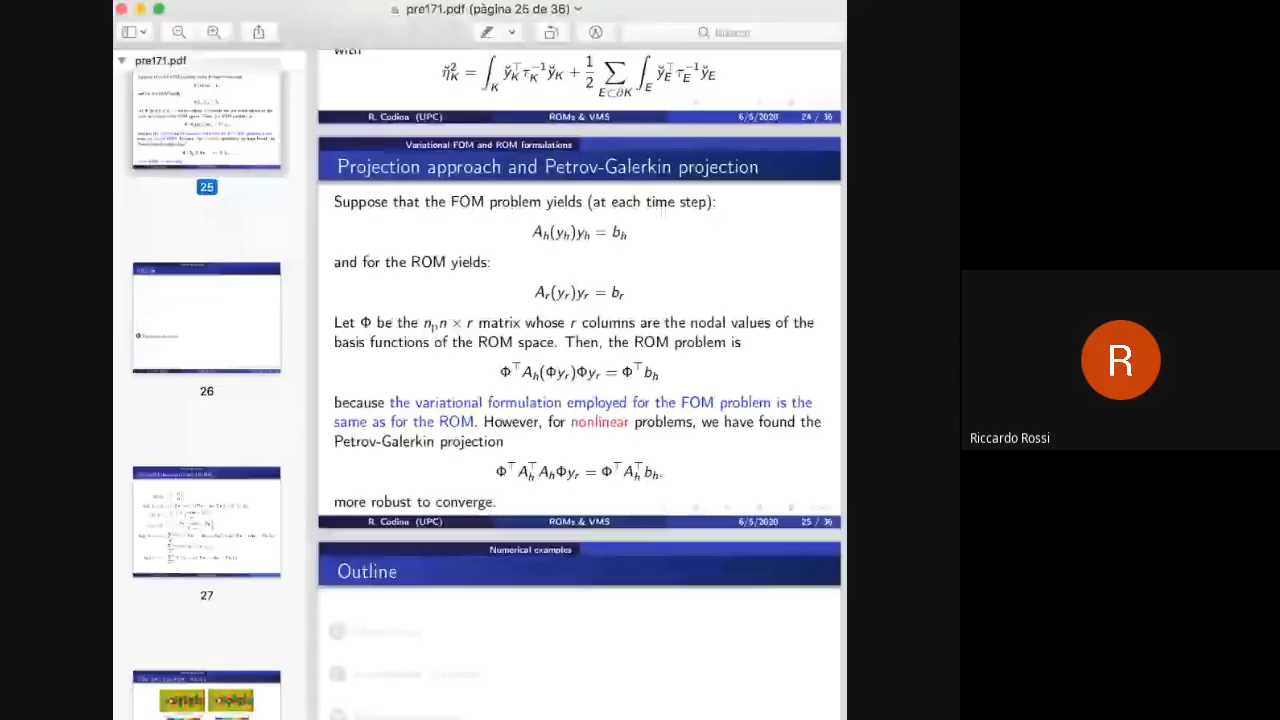 pre171.pdf (pàgina 25 de 36)
pre171.pdf
25
26
27
with
η̆²_K = ∫_K y̆_K^⊤ τ_K^{-1} y̆_K + 1/2 ∑_{E⊂∂K} ∫_E y̆_E^⊤ τ_E^{-1} y̆_E
R. Codina (UPC) ROMs & VMS 6/5/2020 24 / 36
Variational FOM and ROM formulations
Projection approach and Petrov-Galerkin projection
Suppose that the FOM problem yields (at each time step):
A_h(y_h)y_h = b_h
and for the ROM yields:
A_r(y_r)y_r = b_r
Let Φ be the n_p n × r matrix whose r columns are the nodal values of the
basis functions of the ROM space. Then, the ROM problem is
Φ^⊤A_h(Φy_r)Φy_r = Φ^⊤b_h
because the variational formulation employed for the FOM problem is the
same as for the ROM. However, for nonlinear problems, we have found the
Petrov-Galerkin projection
Φ^⊤A_h^⊤A_hΦy_r = Φ^⊤A_h^⊤b_h,
more robust to converge.
R. Codina (UPC) ROMs & VMS 6/5/2020 25 / 36
Numerical examples
Outline
R
Riccardo Rossi